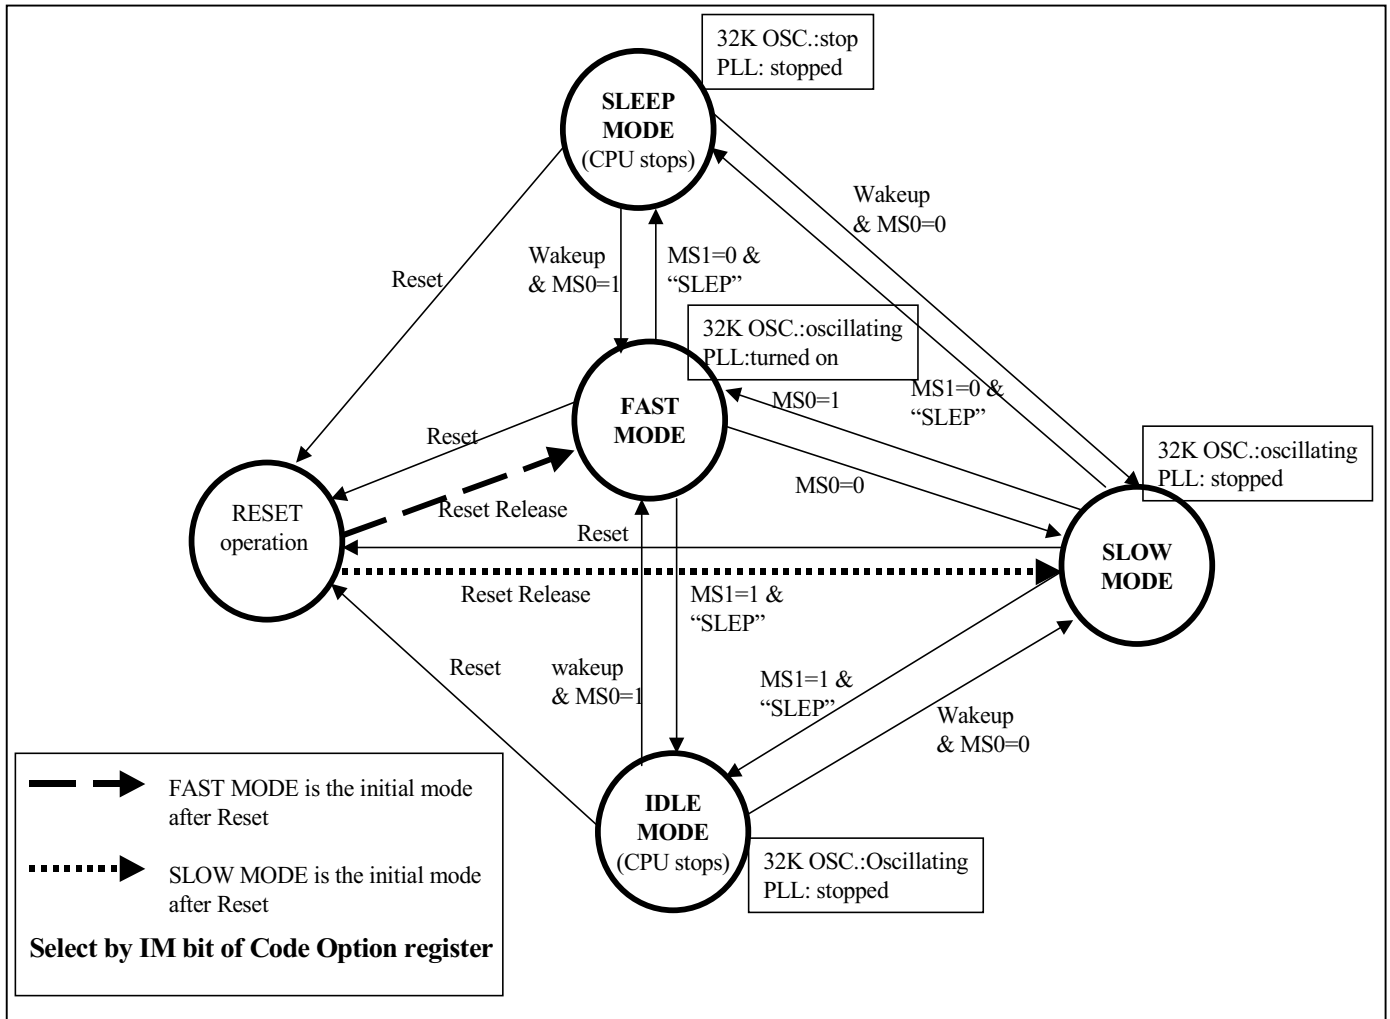 32K OSC.:stop
PLL: stopped
SLEEP
MODE
(CPU stops)
Wakeup
& MS0=0
Wakeup
& MS0=1
MS1=0 &
“SLEP”
Reset
32K OSC.:oscillating
PLL:turned on
MS1=0 &
“SLEP”
MS0=1
FAST
MODE
Reset
MS0=0
32K OSC.:oscillating
PLL: stopped
RESET
operation
Reset Release
Reset
SLOW
MODE
Reset Release
MS1=1 &
“SLEP”
Reset
wakeup
& MS0=1
MS1=1 &
“SLEP”
Wakeup
& MS0=0
IDLE
MODE
(CPU stops)
32K OSC.:Oscillating
PLL: stopped
FAST MODE is the initial mode
after Reset
SLOW MODE is the initial mode
after Reset
Select by IM bit of Code Option register